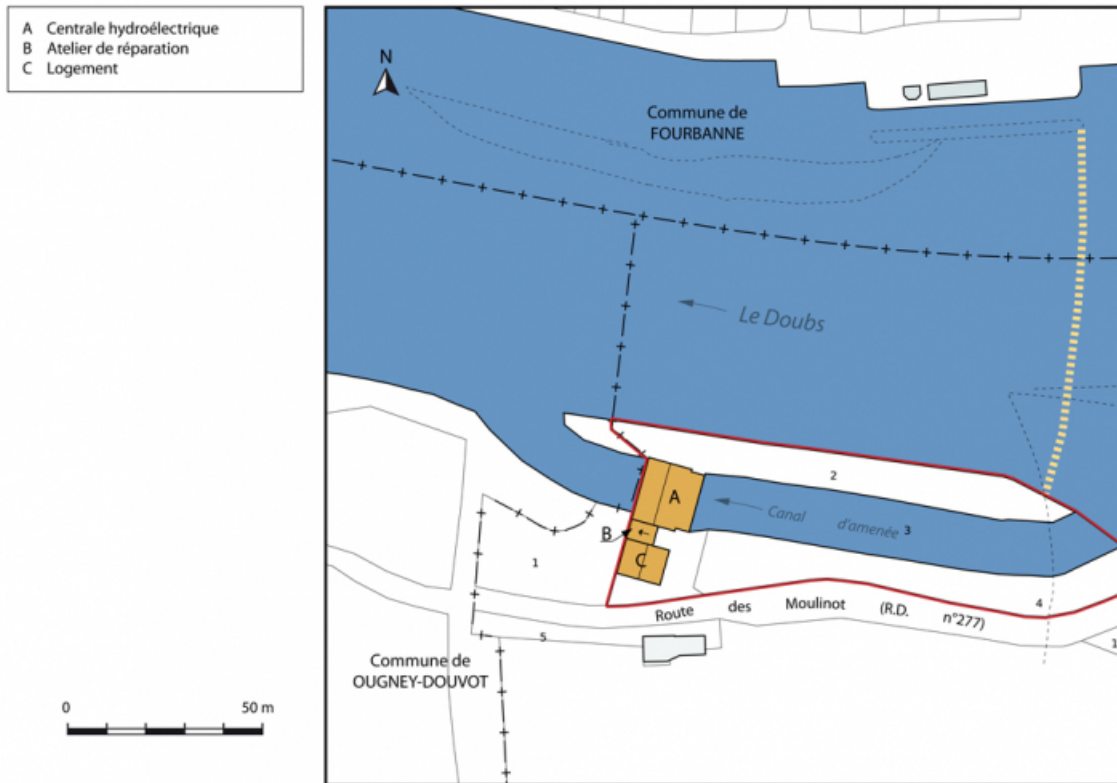 A Centrale hydroélectrique
B Atelier de réparation
C Logement
N
Commune de
FOURBANNE
Le Doubs
2
A
Canal d'amenée
3
B
C
1
4
Route des Moulinot (R.D. n°277)
5
1
Commune de
OUGNEY-DOUVOT
0 50 m